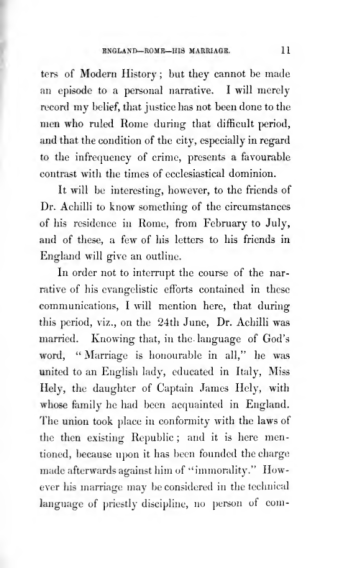 ENGLAND—ROME—HIS MARRIAGE. 11
ters of Modern History; but they cannot be made
an episode to a personal narrative. I will merely
record my belief, that justice has not been done to the
men who ruled Rome during that difficult period,
and that the condition of the city, especially in regard
to the infrequency of crime, presents a favourable
contrast with the times of ecclesiastical dominion.
It will be interesting, however, to the friends of
Dr. Achilli to know something of the circumstances
of his residence in Rome, from February to July,
and of these, a few of his letters to his friends in
England will give an outline.
In order not to interrupt the course of the nar-
rative of his evangelistic efforts contained in these
communications, I will mention here, that during
this period, viz., on the 24th June, Dr. Achilli was
married. Knowing that, in the language of God's
word, "Marriage is honourable in all," he was
united to an English lady, educated in Italy, Miss
Hely, the daughter of Captain James Hely, with
whose family he had been acquainted in England.
The union took place in conformity with the laws of
the then existing Republic; and it is here men-
tioned, because upon it has been founded the charge
made afterwards against him of "immorality." How-
ever his marriage may be considered in the technical
language of priestly discipline, no person of com-